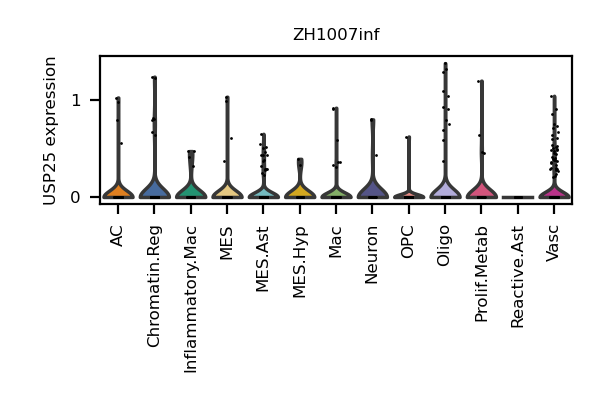 ZH1007inf
USP25 expression
1
0
AC
Chromatin.Reg
Inflammatory.Mac
MES
MES.Ast
MES.Hyp
Mac
Neuron
OPC
Oligo
Prolif.Metab
Reactive.Ast
Vasc